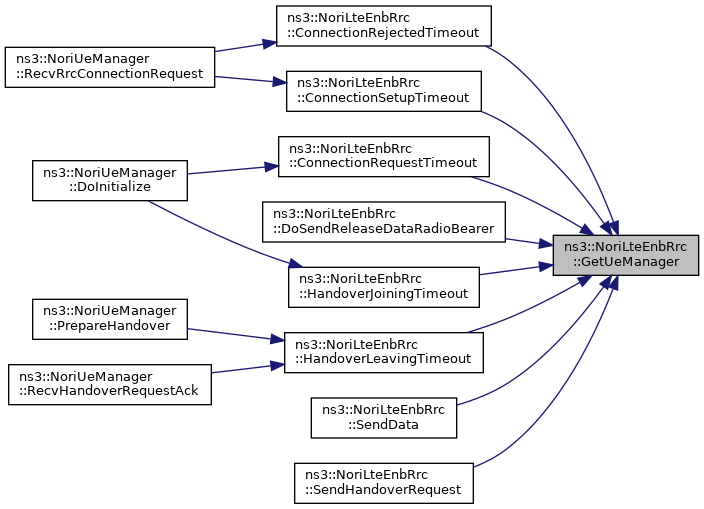 ns3::NoriLteEnbRrc
::ConnectionRejectedTimeout
ns3::NoriUeManager
::RecvRrcConnectionRequest
ns3::NoriLteEnbRrc
::ConnectionSetupTimeout
ns3::NoriLteEnbRrc
::ConnectionRequestTimeout
ns3::NoriUeManager
::DoInitialize
ns3::NoriLteEnbRrc
::DoSendReleaseDataRadioBearer
ns3::NoriLteEnbRrc
::GetUeManager
ns3::NoriLteEnbRrc
::HandoverJoiningTimeout
ns3::NoriUeManager
::PrepareHandover
ns3::NoriLteEnbRrc
::HandoverLeavingTimeout
ns3::NoriUeManager
::RecvHandoverRequestAck
ns3::NoriLteEnbRrc
::SendData
ns3::NoriLteEnbRrc
::SendHandoverRequest